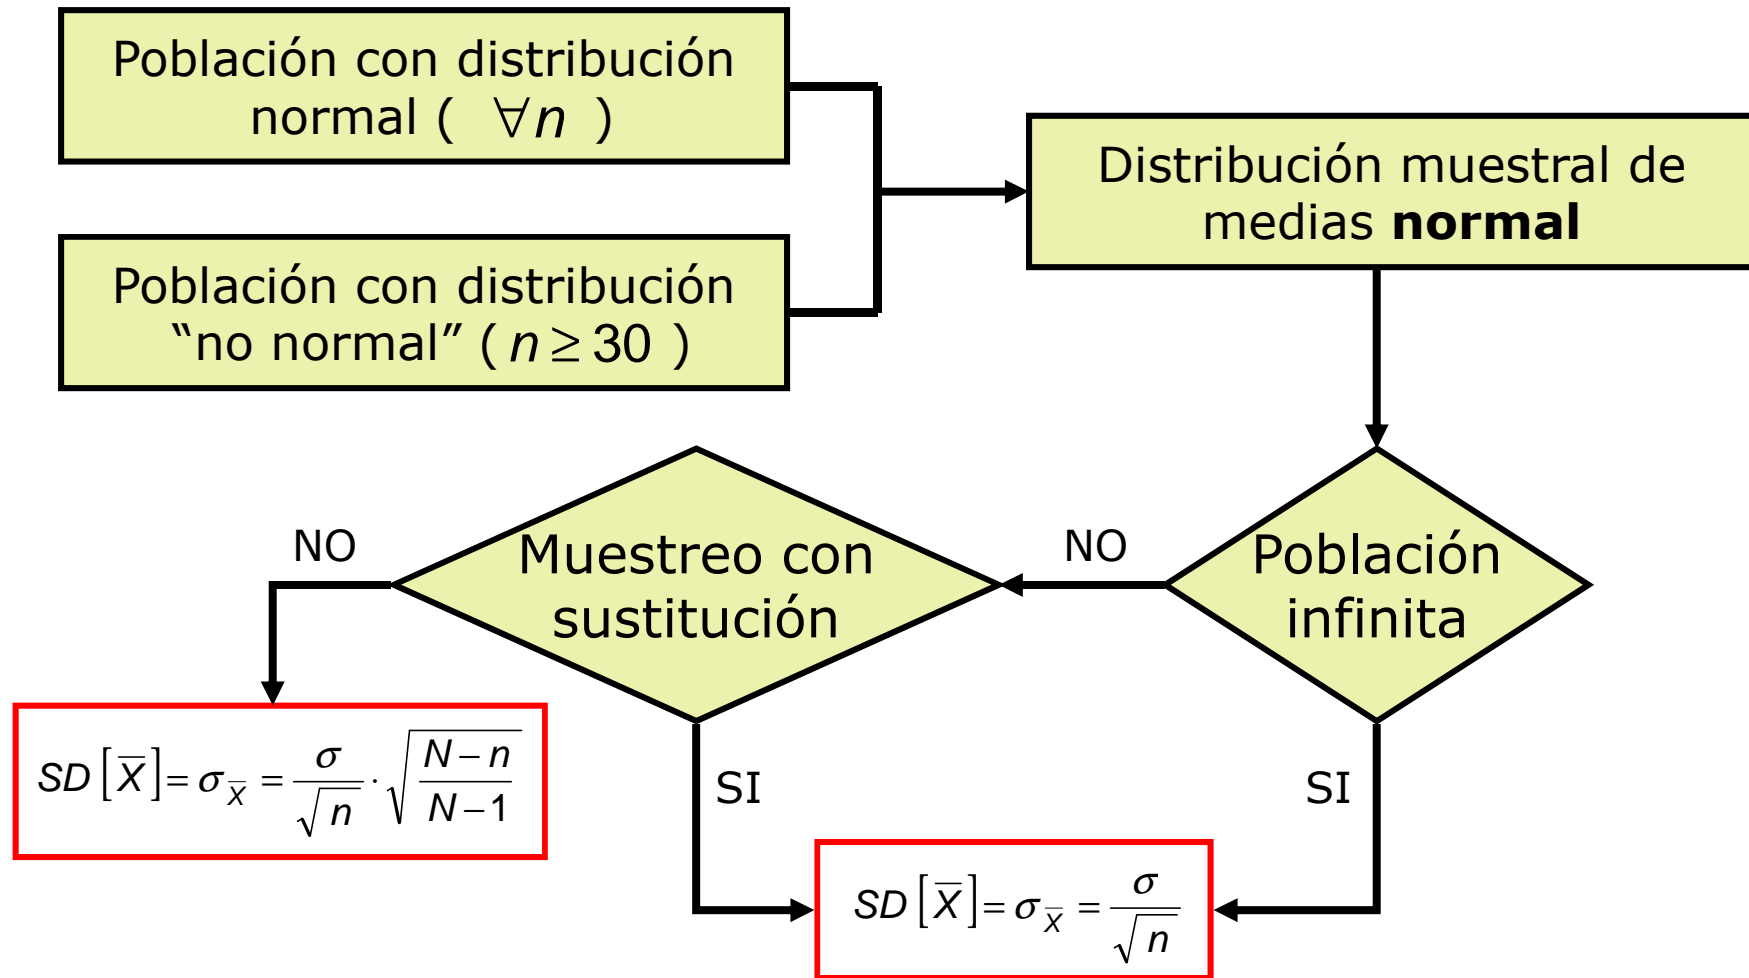 Población con distribución
normal ( ∀n )
Población con distribución
“no normal” ( n ≥ 30 )
Distribución muestral de
medias normal
Población
infinita
NO
SI
Muestreo con
sustitución
NO
SI
SD [X̅] = σ_X̅ = σ/√n · √((N − n)/(N − 1))
SD [X̅] = σ_X̅ = σ/√n